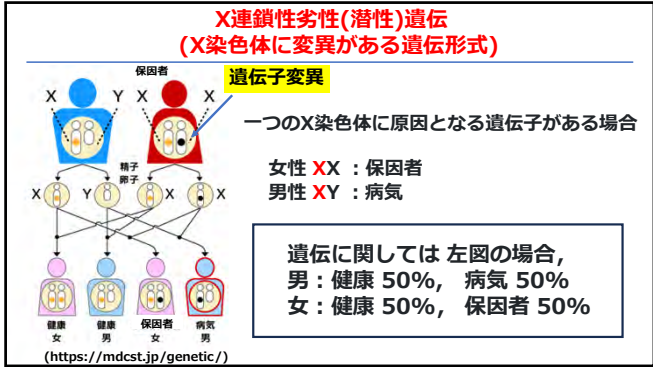 X連鎖性劣性(潜性)遺伝
(X染色体に変異がある遺伝形式)
保因者
遺伝子変異
X Y X X
一つのX染色体に原因となる遺伝子がある場合
女性 XX ：保因者
男性 XY ：病気
精子
卵子
X Y X X
遺伝に関しては 左図の場合,
男：健康 50%, 病気 50%
女：健康 50%, 保因者 50%
健康 健康 保因者 病気
女 男 女 男
(https://mdcst.jp/genetic/)